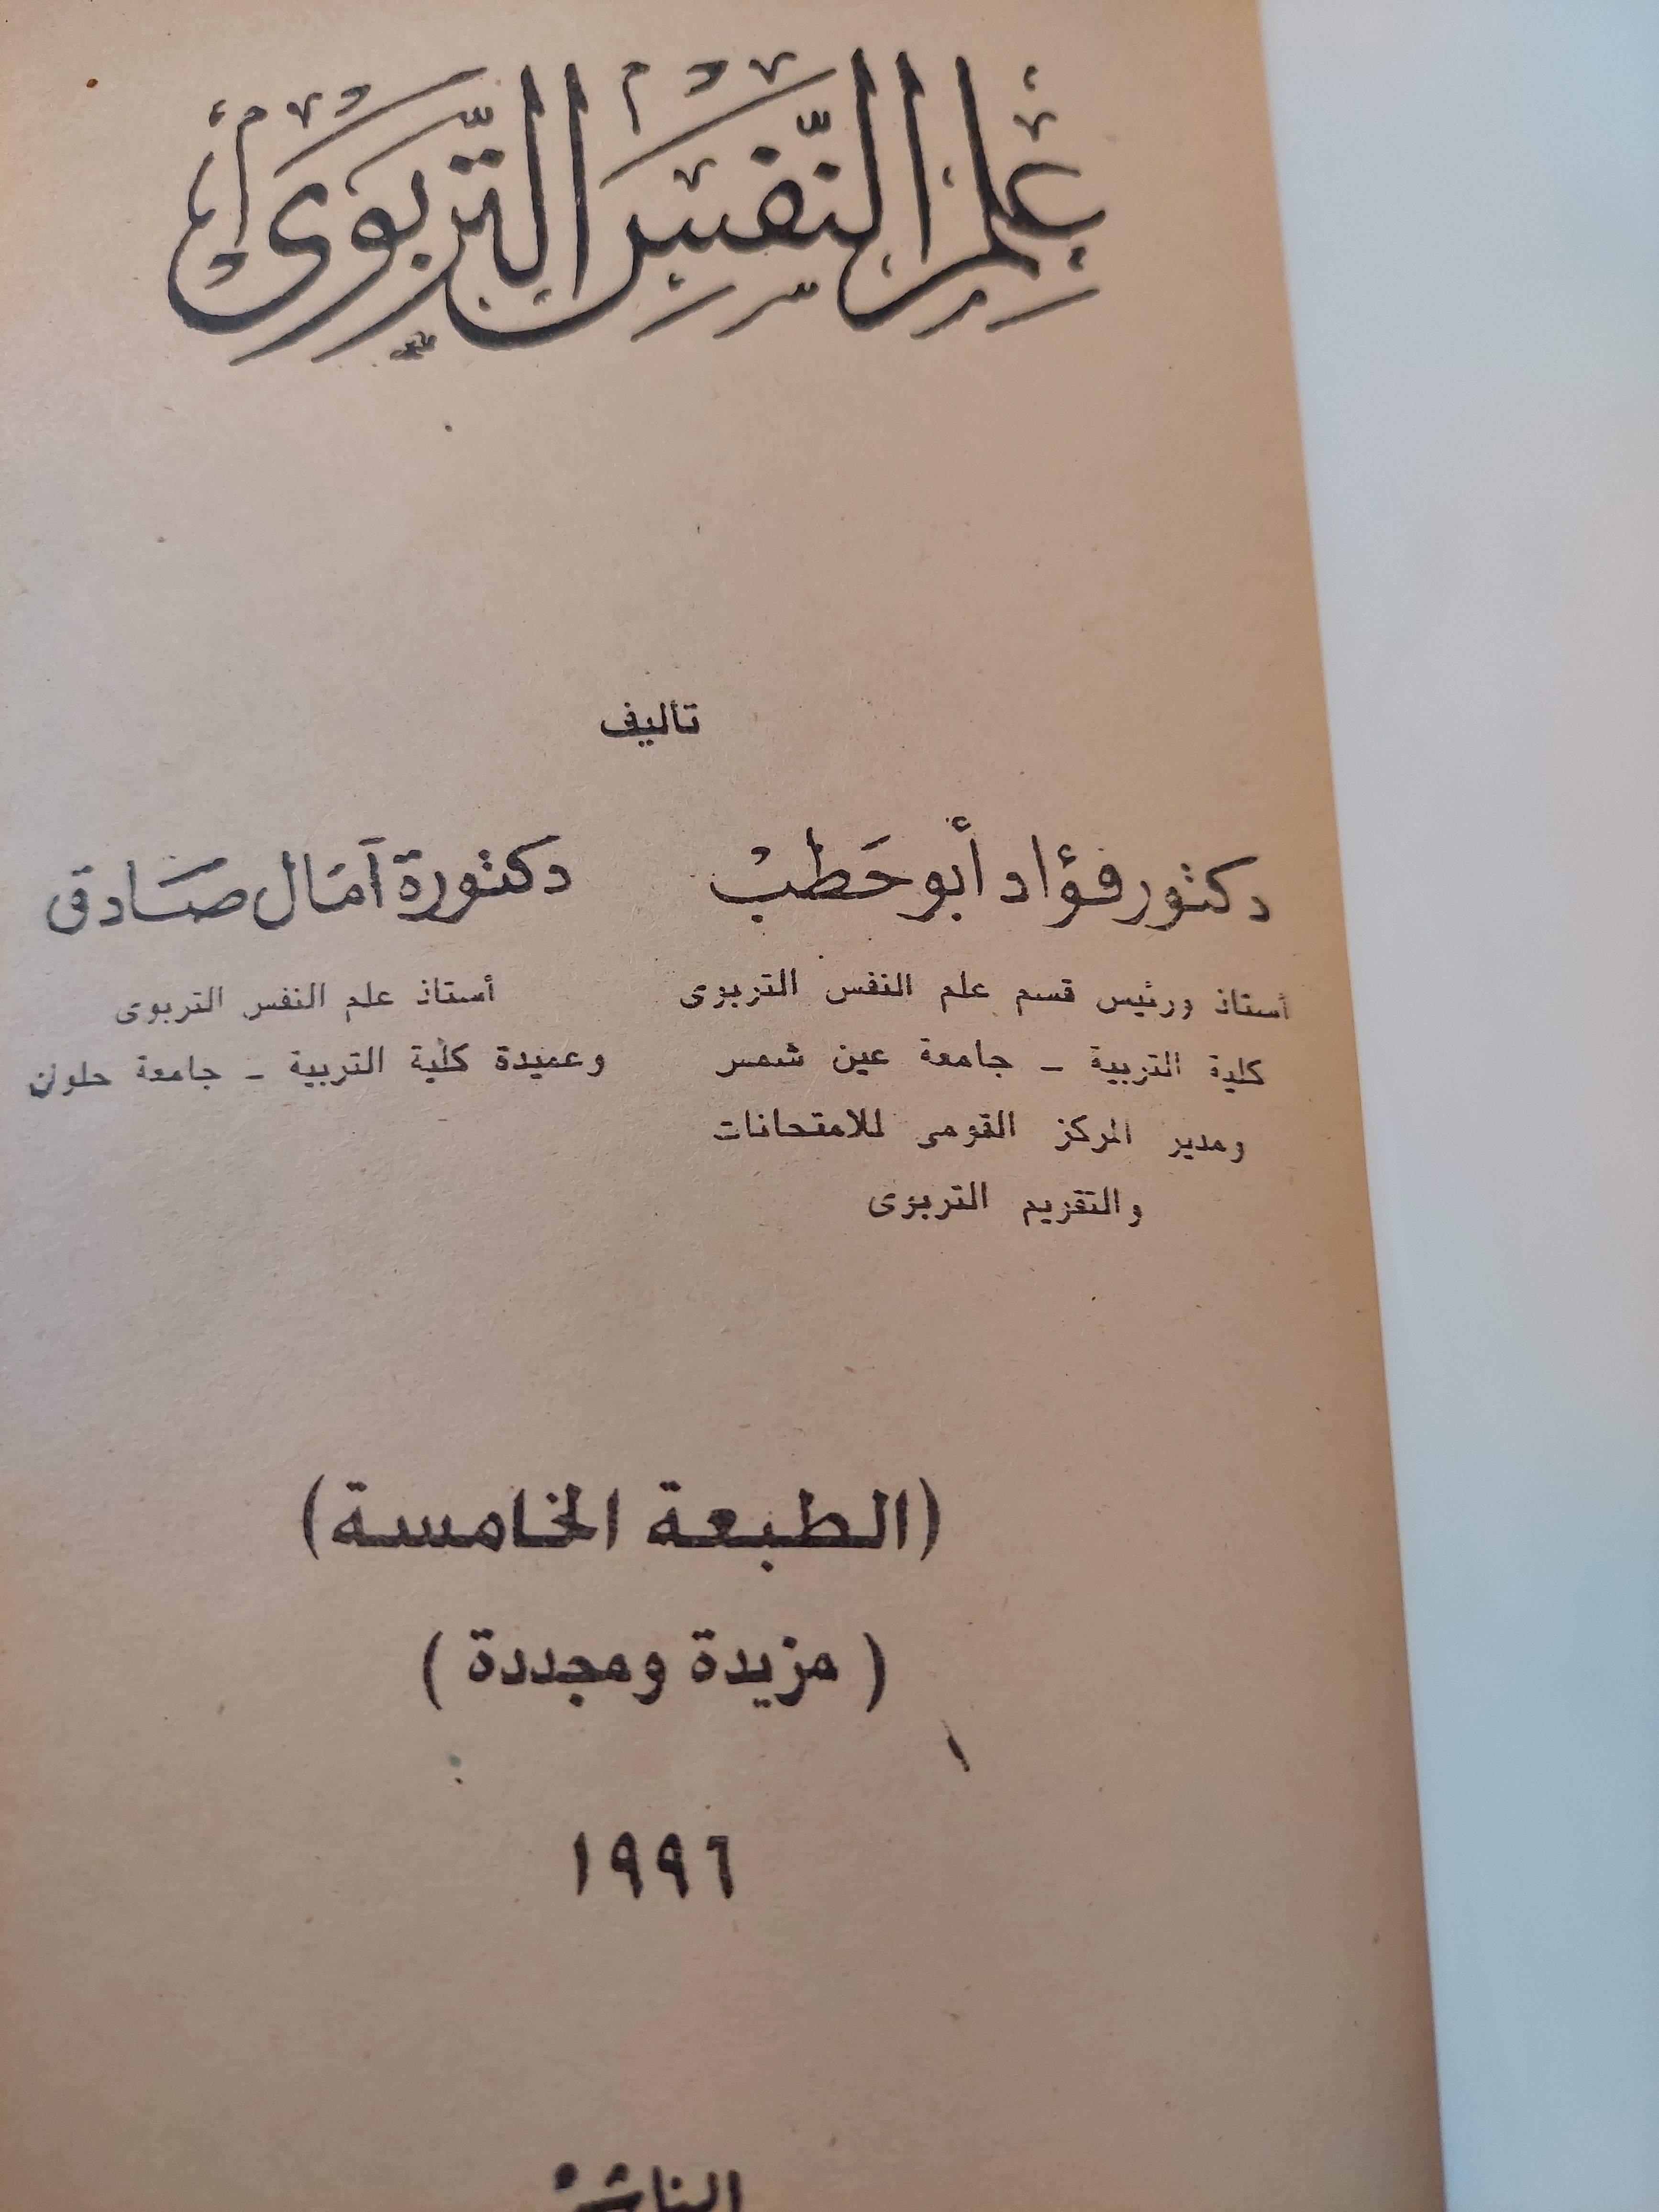 علم النفس التربوى
تأليف
دكتور فؤاد أبو حطب
أستاذ ورئيس قسم علم النفس التربوى
كلية التربية – جامعة عين شمس
ومدير المركز القومى للامتحانات
والتقويم التربوى
دكتورة آمال صادق
أستاذ علم النفس التربوى
وعميدة كلية التربية – جامعة حلوان
(الطبعة الخامسة)
( مزيدة ومجددة )
١٩٩٦
الناشر